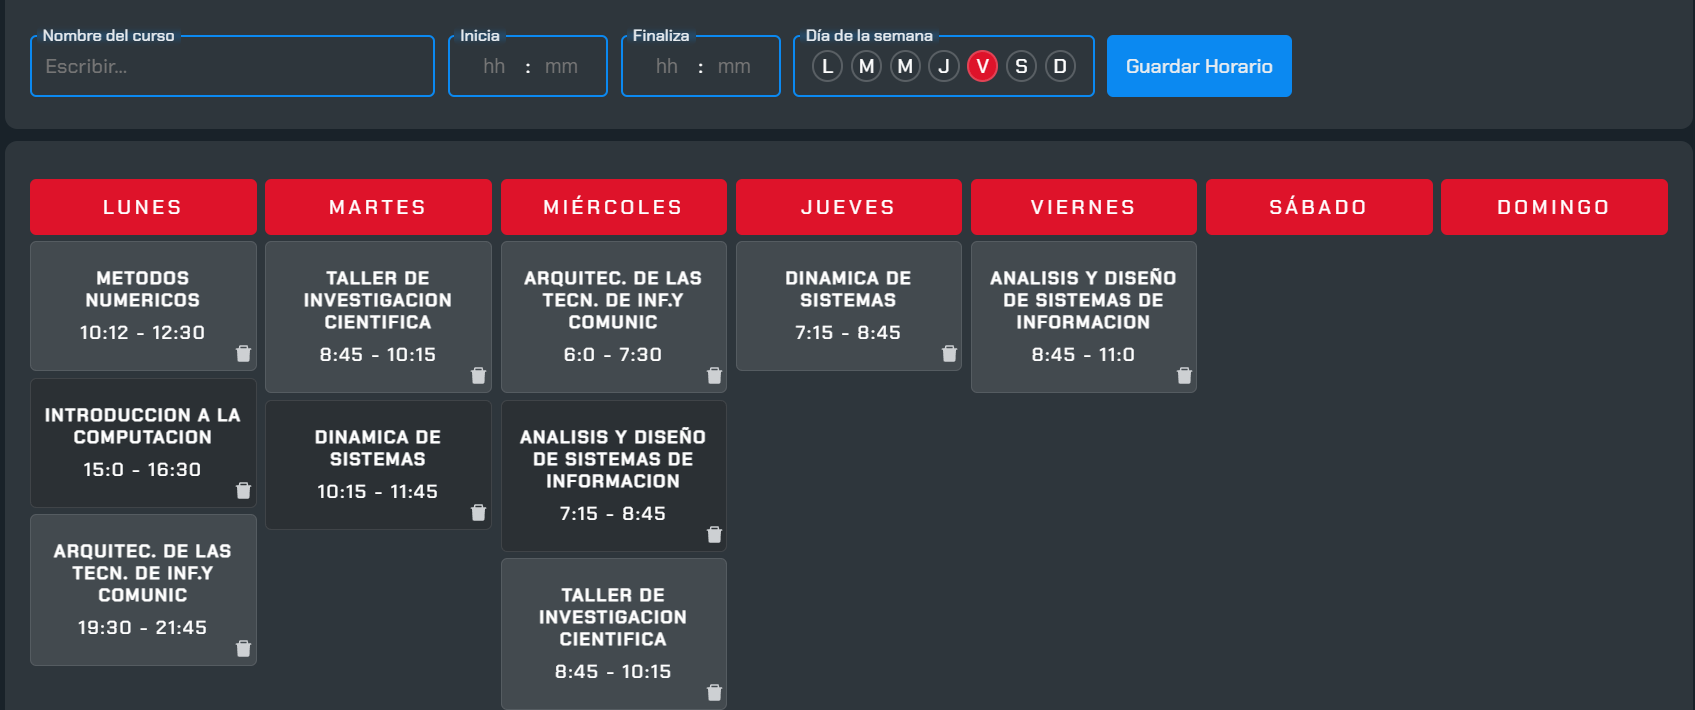 Nombre del curso
Escribir...
Inicia
hh : mm
Finaliza
hh : mm
Día de la semana
L M M J V S D
Guardar Horario
LUNES
METODOS
NUMERICOS
10:12 - 12:30
INTRODUCCION A LA
COMPUTACION
15:0 - 16:30
ARQUITEC. DE LAS
TECN. DE INF.Y
COMUNIC
19:30 - 21:45
MARTES
TALLER DE
INVESTIGACION
CIENTIFICA
8:45 - 10:15
DINAMICA DE
SISTEMAS
10:15 - 11:45
MIÉRCOLES
ARQUITEC. DE LAS
TECN. DE INF.Y
COMUNIC
6:0 - 7:30
ANALISIS Y DISEÑO
DE SISTEMAS DE
INFORMACION
7:15 - 8:45
TALLER DE
INVESTIGACION
CIENTIFICA
8:45 - 10:15
JUEVES
DINAMICA DE
SISTEMAS
7:15 - 8:45
VIERNES
ANALISIS Y DISEÑO
DE SISTEMAS DE
INFORMACION
8:45 - 11:0
SÁBADO
DOMINGO